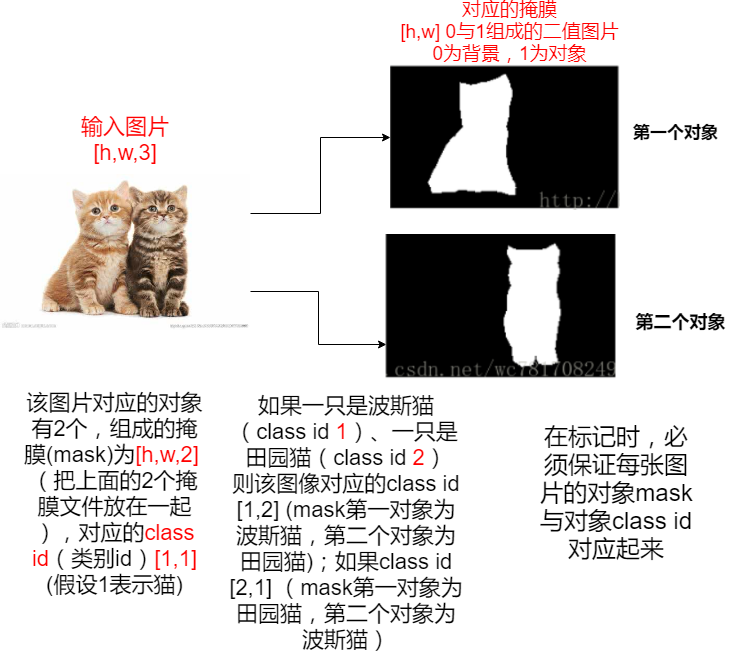 对应的掩膜
[h,w] 0与1组成的二值图片
0为背景，1为对象
输入图片
[h,w,3]
第一个对象
http://
第二个对象
csdn.net/wc781708249
该图片对应的对象
有2个，组成的掩
膜(mask)为[h,w,2]
（把上面的2个掩
膜文件放在一起
），对应的class
id（类别id）[1,1]
(假设1表示猫)
如果一只是波斯猫
（class id 1）、一只是
田园猫（class id 2）
则该图像对应的class id
[1,2] (mask第一对象为
波斯猫，第二个对象为
田园猫)；如果class id
[2,1] （mask第一对象为
田园猫，第二个对象为
波斯猫）
在标记时，必
须保证每张图
片的对象mask
与对象class id
对应起来